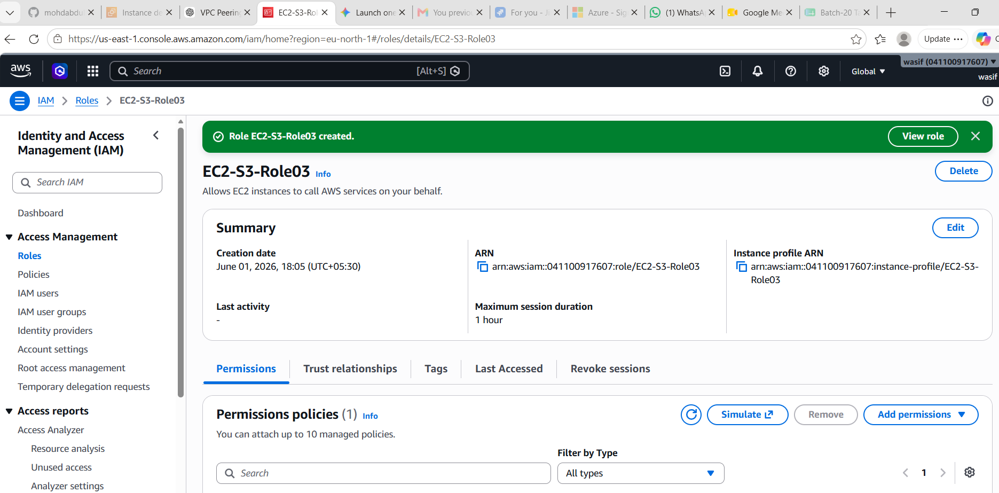 mohdabdu
Instance de
VPC Peering
EC2-S3-Rol
Launch one
You previou
For you - Ji
Azure - Sig
(1) WhatsA
Google Me
Batch-20 Ta
https://us-east-1.console.aws.amazon.com/iam/home?region=eu-north-1#/roles/details/EC2-S3-Role03
Update
aws
Search
[Alt+S]
Global
wasif (041100917607)
wasif
IAM
Roles
EC2-S3-Role03
Identity and Access
Management (IAM)
Search IAM
Dashboard
Access Management
Roles
Policies
IAM users
IAM user groups
Identity providers
Account settings
Root access management
Temporary delegation requests
Access reports
Access Analyzer
Resource analysis
Unused access
Analyzer settings
Role EC2-S3-Role03 created.
View role
EC2-S3-Role03 Info
Delete
Allows EC2 instances to call AWS services on your behalf.
Summary
Edit
Creation date
June 01, 2026, 18:05 (UTC+05:30)
ARN
arn:aws:iam::041100917607:role/EC2-S3-Role03
Instance profile ARN
arn:aws:iam::041100917607:instance-profile/EC2-S3-
Role03
Last activity
-
Maximum session duration
1 hour
Permissions
Trust relationships
Tags
Last Accessed
Revoke sessions
Permissions policies (1) Info
Simulate
Remove
Add permissions
You can attach up to 10 managed policies.
Filter by Type
Search
All types
1